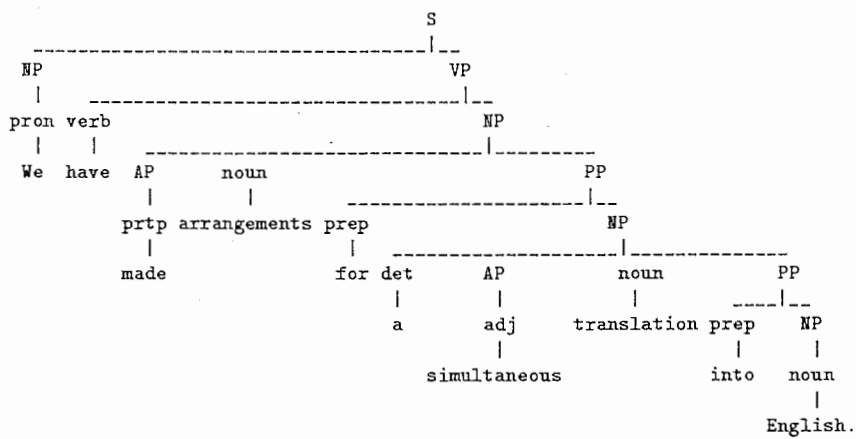 S
NP VP
pron verb NP
We have AP noun PP
prtp arrangements prep NP
made for det AP noun PP
a adj translation prep NP
simultaneous into noun
English.